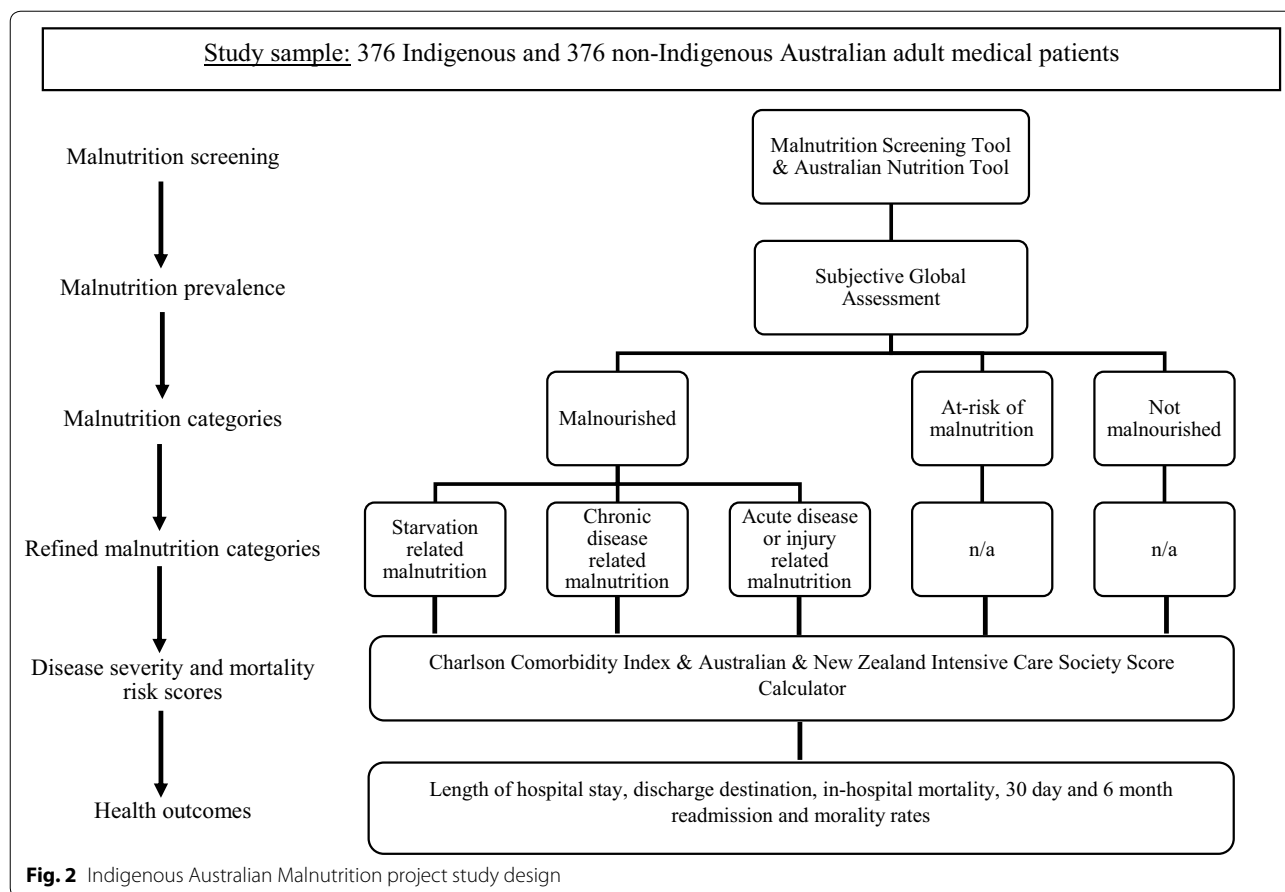 Study sample: 376 Indigenous and 376 non-Indigenous Australian adult medical patients
Malnutrition screening
Malnutrition Screening Tool
& Australian Nutrition Tool
Malnutrition prevalence
Subjective Global
Assessment
Malnutrition categories
Malnourished
At-risk of
malnutrition
Not
malnourished
Refined malnutrition categories
Starvation
related
malnutrition
Chronic
disease
related
malnutrition
Acute disease
or injury
related
malnutrition
n/a
n/a
Disease severity and mortality
risk scores
Charlson Comorbidity Index & Australian & New Zealand Intensive Care Society Score
Calculator
Health outcomes
Length of hospital stay, discharge destination, in-hospital mortality, 30 day and 6 month
readmission and morality rates
Fig. 2 Indigenous Australian Malnutrition project study design